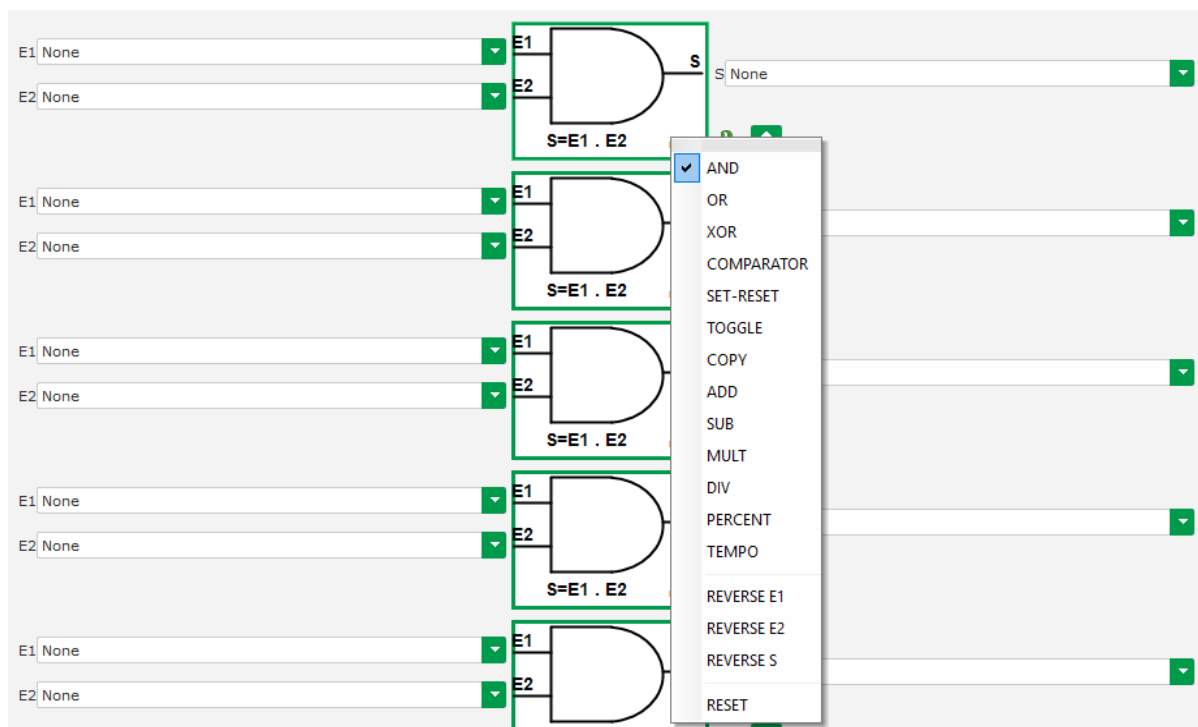 E1 None
E2 None
E1
E2
S
S=E1 . E2
S None
AND
OR
XOR
COMPARATOR
SET-RESET
TOGGLE
COPY
ADD
SUB
MULT
DIV
PERCENT
TEMPO
REVERSE E1
REVERSE E2
REVERSE S
RESET
E1 None
E2 None
E1
E2
S=E1 . E2
E1 None
E2 None
E1
E2
S=E1 . E2
E1 None
E2 None
E1
E2
S=E1 . E2
E1 None
E2 None
E1
E2